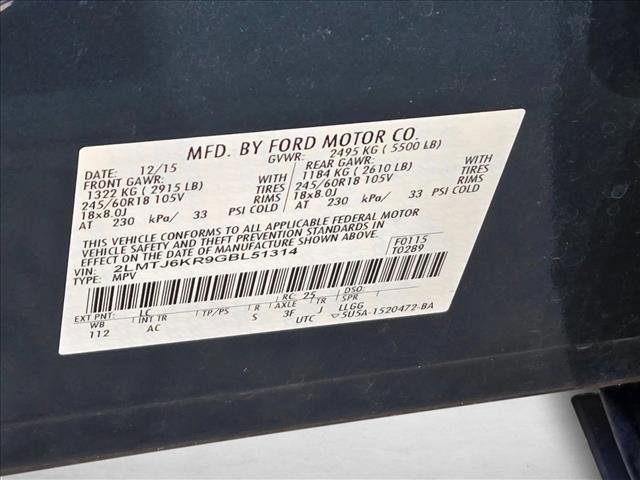 MFD. BY FORD MOTOR CO.
DATE: 12/15 GVWR: 2495 KG ( 5500 LB)
FRONT GAWR: WITH REAR GAWR: WITH
1322 KG ( 2915 LB) TIRES 1184 KG ( 2610 LB) TIRES
245/60R18 105V RIMS 245/60R18 105V RIMS
18x8.0J PSI COLD 18x8.0J PSI COLD
AT 230 kPa/ 33 AT 230 kPa/ 33
THIS VEHICLE CONFORMS TO ALL APPLICABLE FEDERAL MOTOR
VEHICLE SAFETY AND THEFT PREVENTION STANDARDS IN
EFFECT ON THE DATE OF MANUFACTURE SHOWN ABOVE.
VIN: 2LMTJ6KR9GBL51314 F0115
TYPE: MPV T0289
EXT PNT: LC RC: 25 DSO:
WB INT TR TP/PS R AXLE TR SPR
112 AC S 3F J LLGG
UTC ▽5U5A-1520472-BA